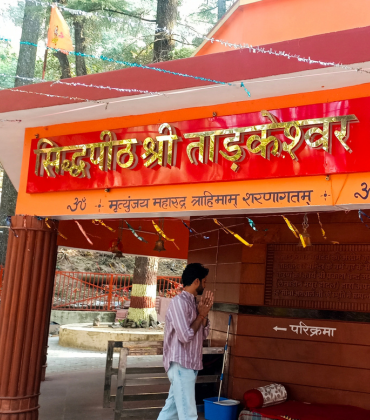 सिद्धपीठ श्री ताड़केश्वर
ॐ मृत्युंजय महारुद्र त्राहिमाम् शरणागतम् ॐ
← परिक्रमा